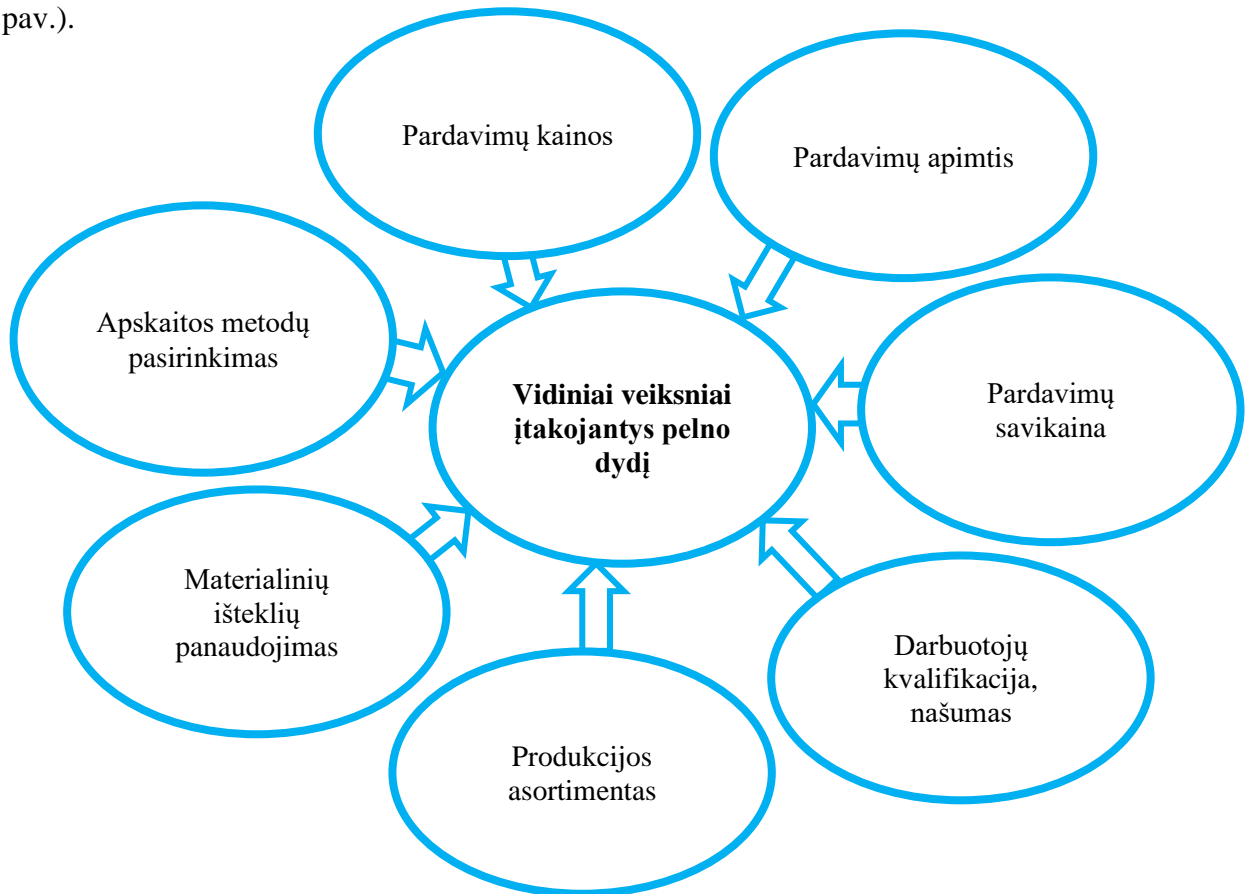 pav.).
Pardavimų kainos
Pardavimų apimtis
Apskaitos metodų
pasirinkimas
Vidiniai veiksniai
įtakojantys pelno
dydį
Pardavimų
savikaina
Materialinių
išteklių
panaudojimas
Darbuotojų
kvalifikacija,
našumas
Produkcijos
asortimentas